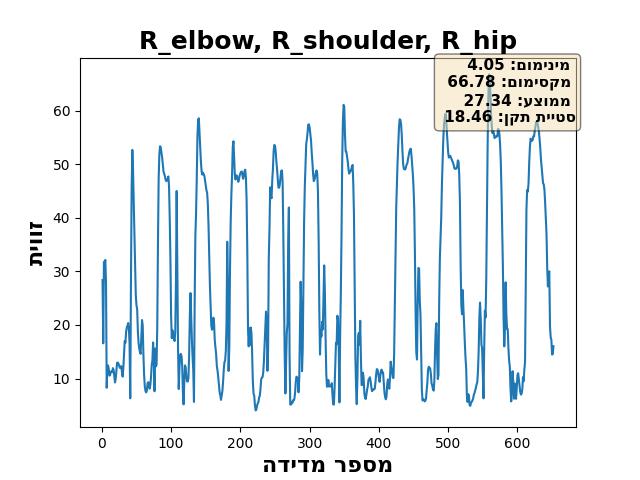 R_elbow, R_shoulder, R_hip
מינימום: 4.05
מקסימום: 66.78
ממוצע: 27.34
סטיית תקן: 18.46
זווית
60
50
40
30
20
10
0 100 200 300 400 500 600
מספר מדידה